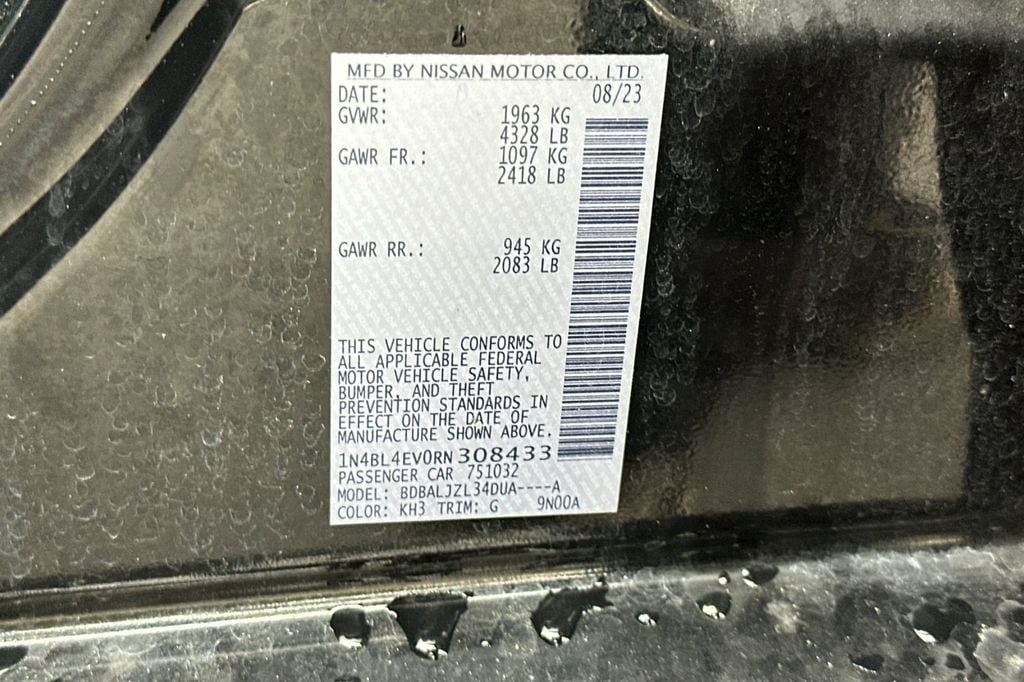 MFD BY NISSAN MOTOR CO., LTD.
DATE: 08/23
GVWR: 1963 KG
4328 LB
GAWR FR.: 1097 KG
2418 LB
GAWR RR.: 945 KG
2083 LB
THIS VEHICLE CONFORMS TO
ALL APPLICABLE FEDERAL
MOTOR VEHICLE SAFETY,
BUMPER, AND THEFT
PREVENTION STANDARDS IN
EFFECT ON THE DATE OF
MANUFACTURE SHOWN ABOVE.
1N4BL4EV0RN308433
PASSENGER CAR 751032
MODEL: BDBALJZL34DUA----A
COLOR: KH3 TRIM: G 9N00A